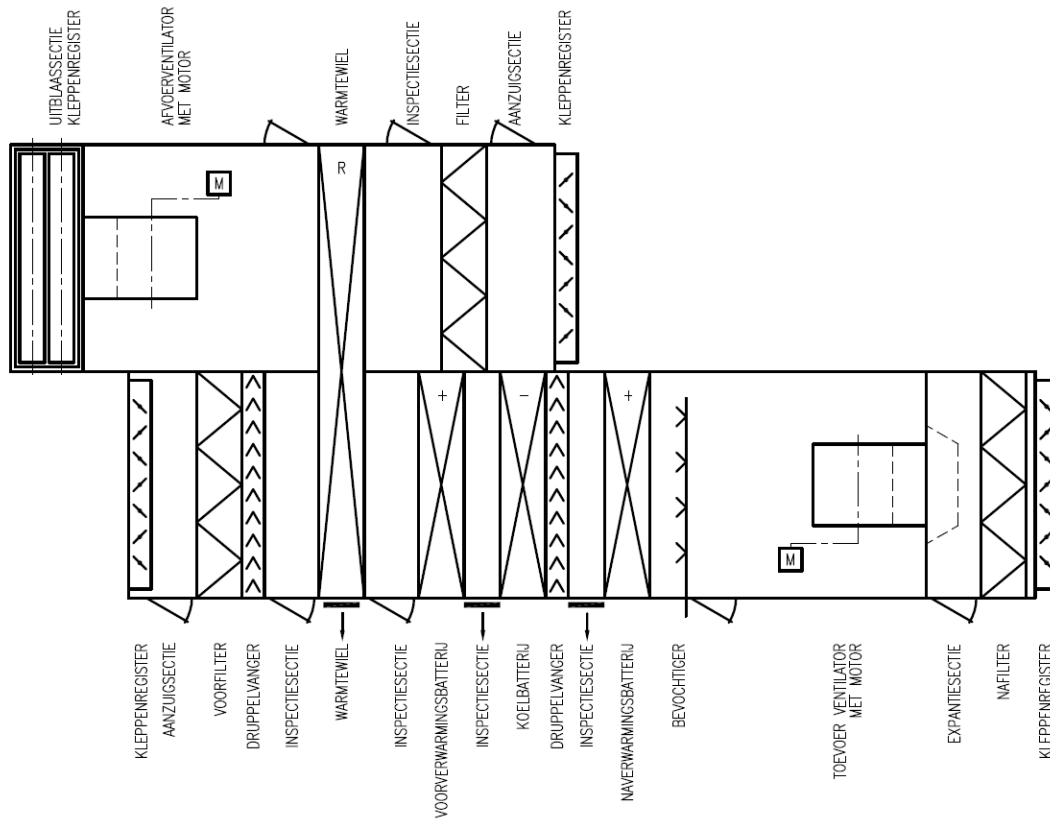 UITBLAASSECTIE
KLEPPENREGISTER
AFVOERVENTILATOR
MET MOTOR
WARMTEWIEL
INSPECTIESECTIE
FILTER
AANZUIGSECTIE
KLEPPENREGISTER
M
R
+
-
+
M
KLEPPENREGISTER
AANZUIGSECTIE
VOORFILTER
DRUPPELVANGER
INSPECTIESECTIE
WARMTEWIEL
INSPECTIESECTIE
VOORVERWARMINGSBATTERIJ
INSPECTIESECTIE
KOELBATTERIJ
DRUPPELVANGER
INSPECTIESECTIE
NAVERWARMINGSBATTERIJ
BEVOCHTIGER
TOEVOER VENTILATOR
MET MOTOR
EXPANTIESECTIE
NAFILTER
KLEPPENREGISTER